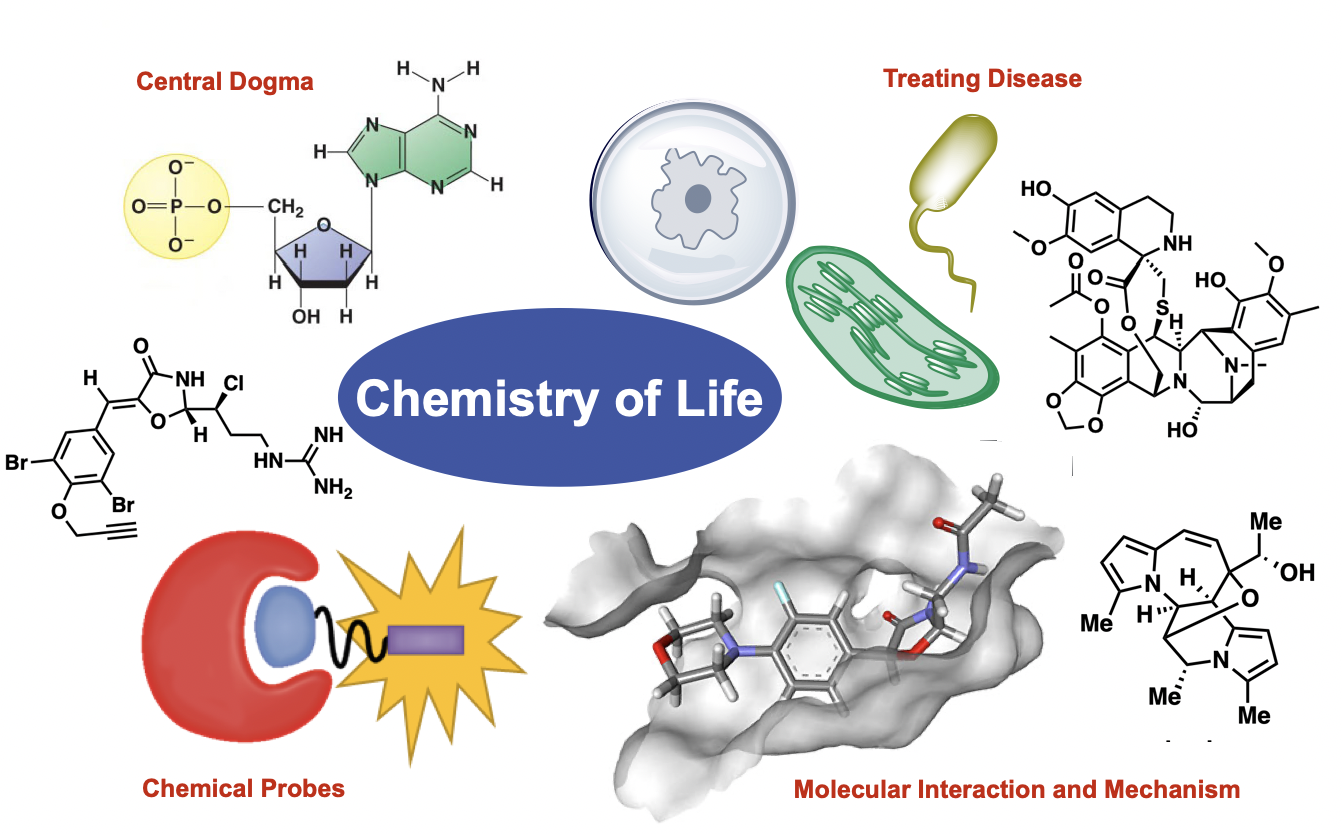 Central Dogma
Treating Disease
H H
N
N N
H
N N H
O⁻
O=P—O—CH₂
O⁻
O
H H
H H
OH H
HO
NH
O
O
O
O
S
H
O
HO
O
N
N
O
O
HO
Chemistry of Life
O
H
NH
Cl
O
H
Br
Br
O
HN
NH
NH₂
Me
OH
N
H
O
Me
H
N
Me
Me
Chemical Probes
Molecular Interaction and Mechanism